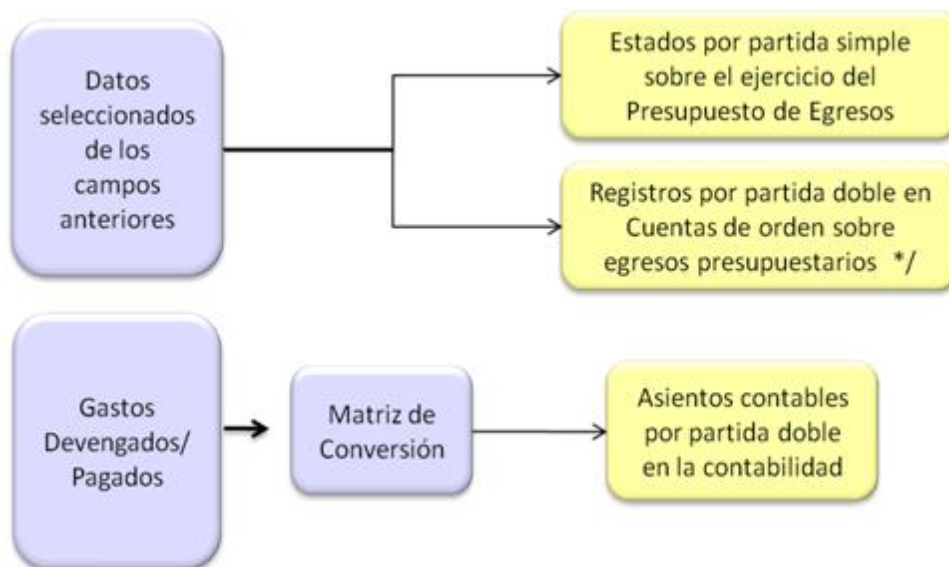 Datos
seleccionados
de los
campos
anteriores
Estados por partida simple
sobre el ejercicio del
Presupuesto de Egresos
Registros por partida doble en
Cuentas de orden sobre
egresos presupuestarios */
Gastos
Devengados/
Pagados
Matriz de
Conversión
Asientos contables
por partida doble
en la contabilidad